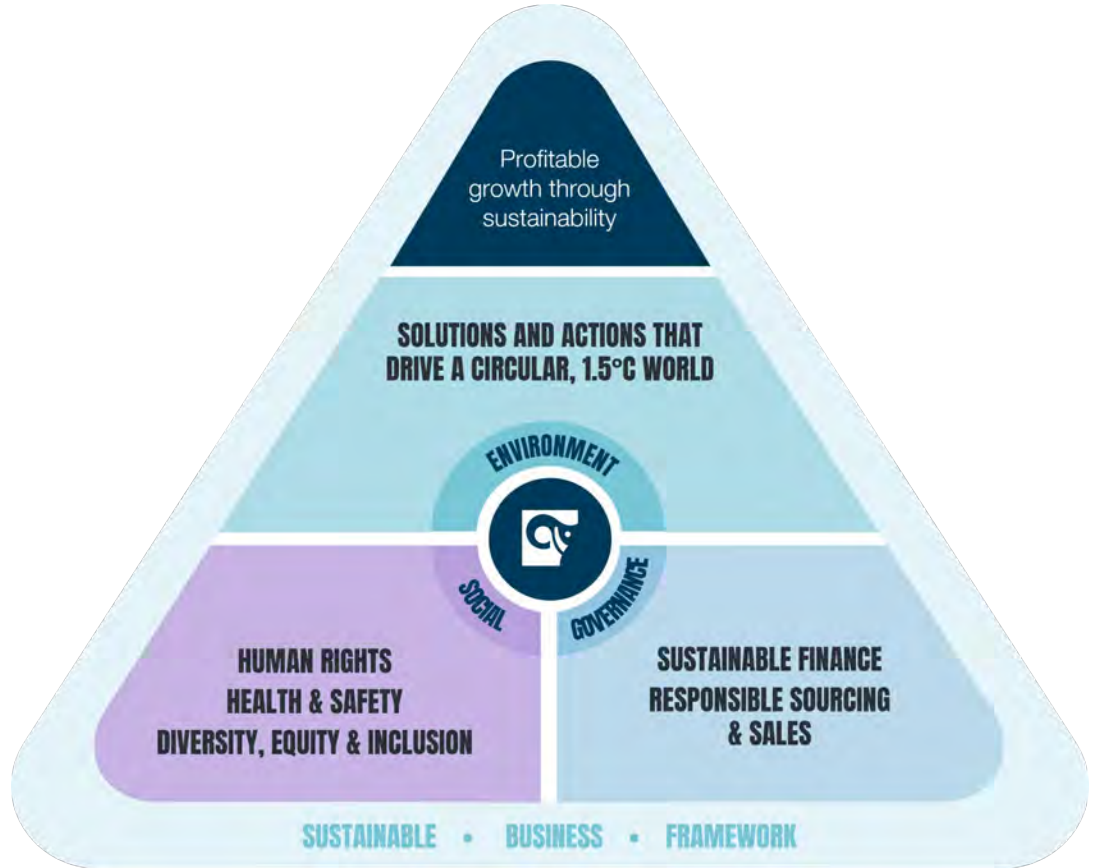 Profitable
growth through
sustainability
SOLUTIONS AND ACTIONS THAT
DRIVE A CIRCULAR, 1.5°C WORLD
ENVIRONMENT
SOCIAL
GOVERNANCE
HUMAN RIGHTS
HEALTH & SAFETY
DIVERSITY, EQUITY & INCLUSION
SUSTAINABLE FINANCE
RESPONSIBLE SOURCING
& SALES
SUSTAINABLE • BUSINESS • FRAMEWORK